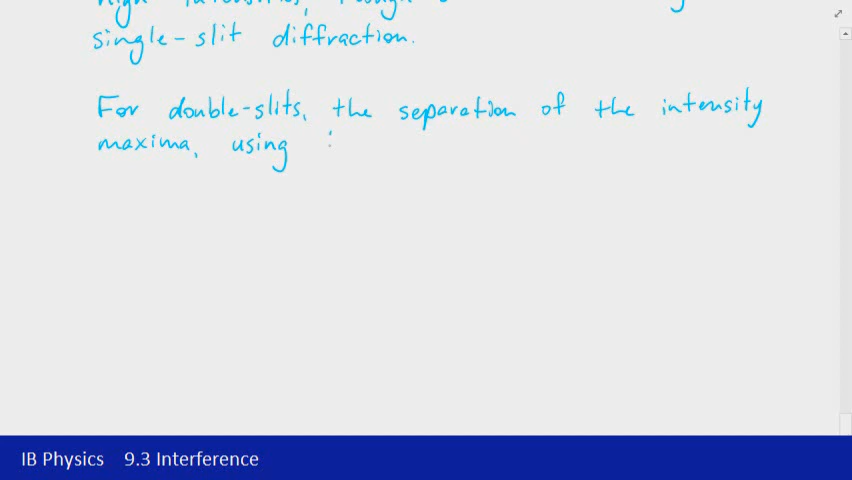 single-slit diffraction.
For double-slits, the separation of the intensity
maxima, using
IB Physics 9.3 Interference